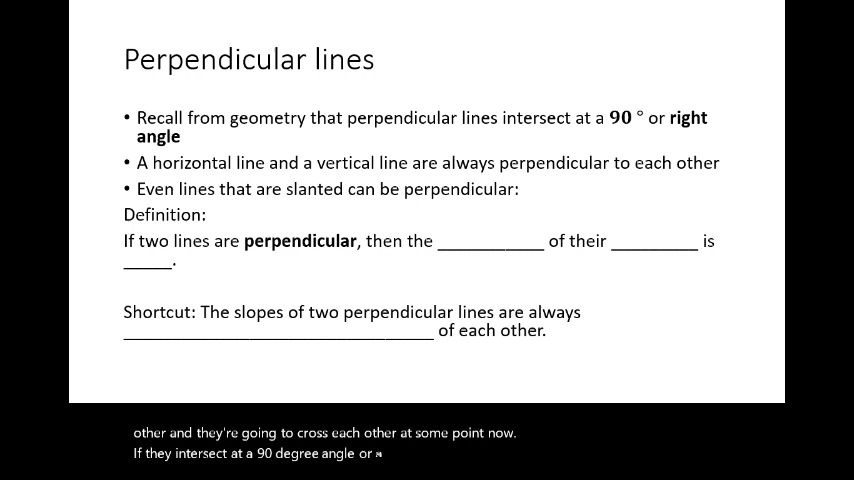 Perpendicular lines
• Recall from geometry that perpendicular lines intersect at a 90 ° or right
angle
• A horizontal line and a vertical line are always perpendicular to each other
• Even lines that are slanted can be perpendicular:
Definition:
If two lines are perpendicular, then the ___________ of their _________ is
_____.
Shortcut: The slopes of two perpendicular lines are always
_________________________________ of each other.
other and they're going to cross each other at some point now.
If they intersect at a 90 degree angle or